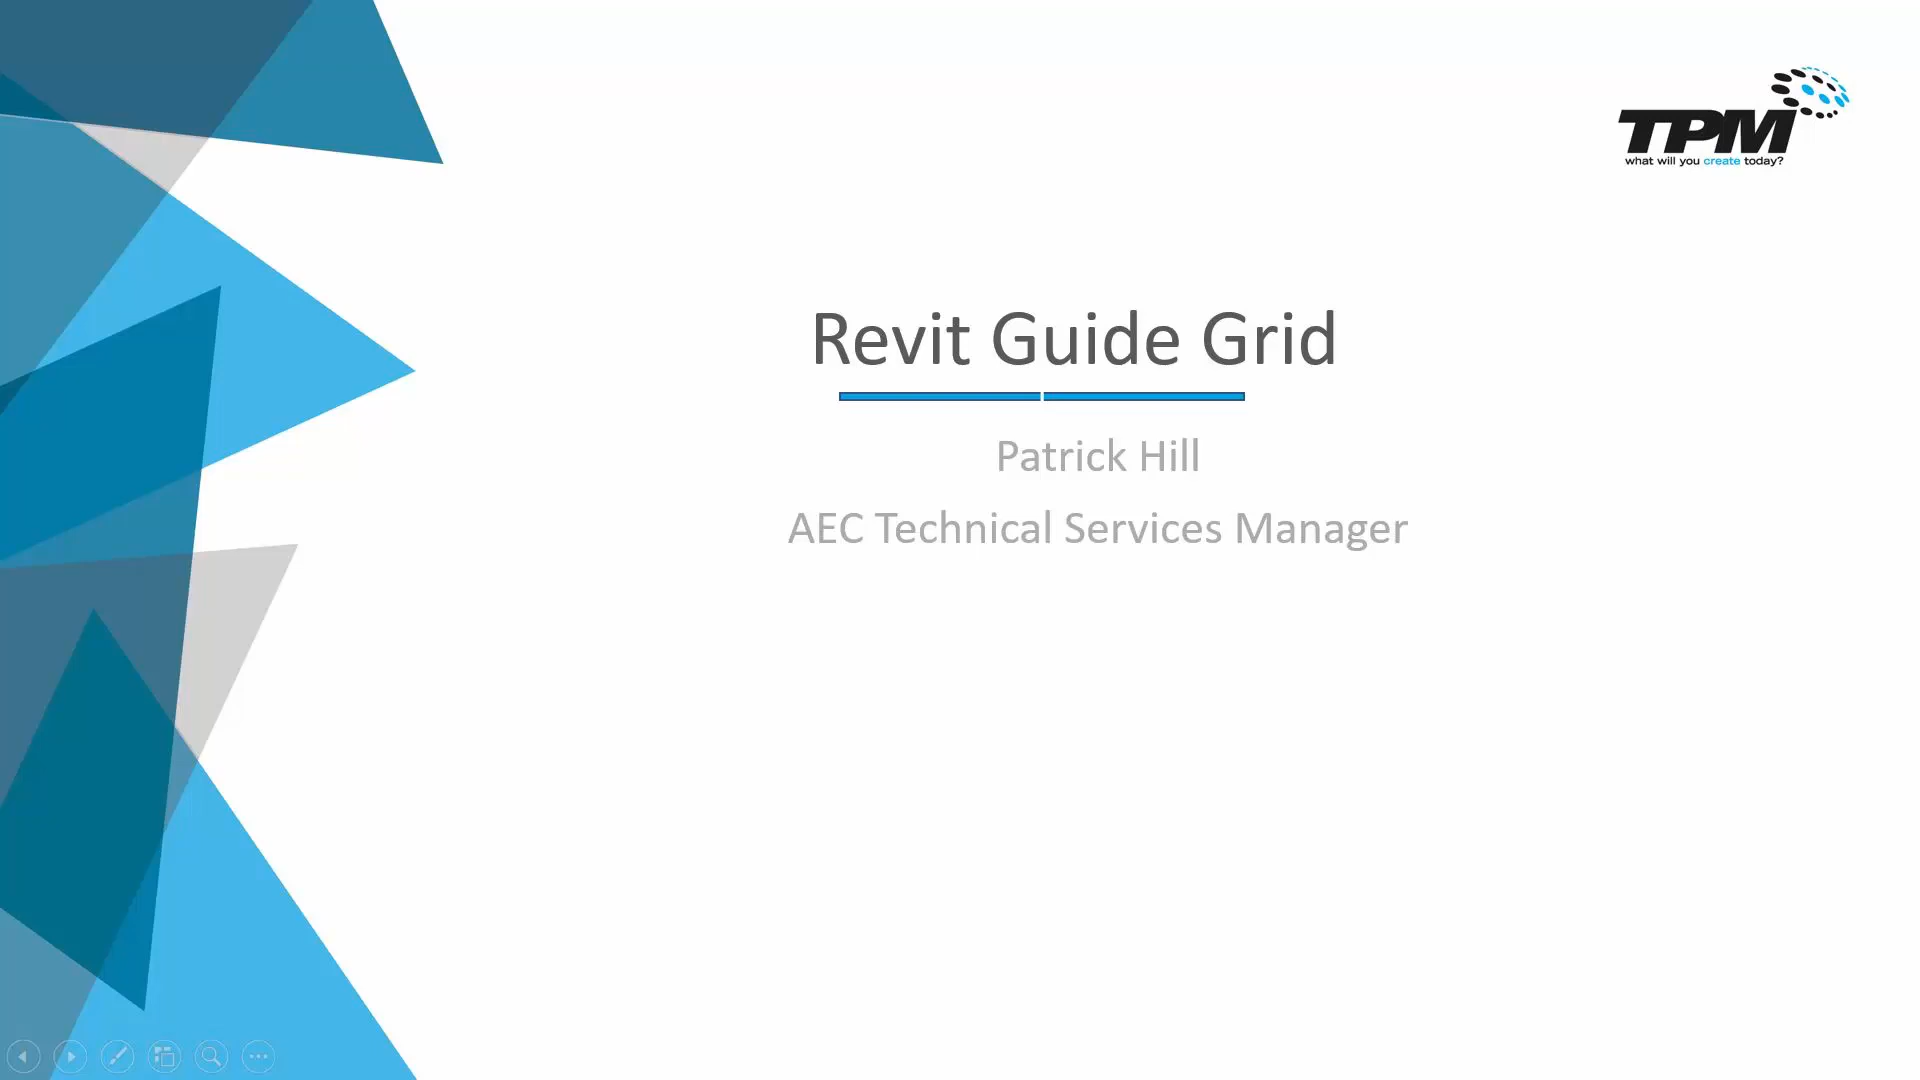 TPM
what will you create today?
Revit Guide Grid
Patrick Hill
AEC Technical Services Manager